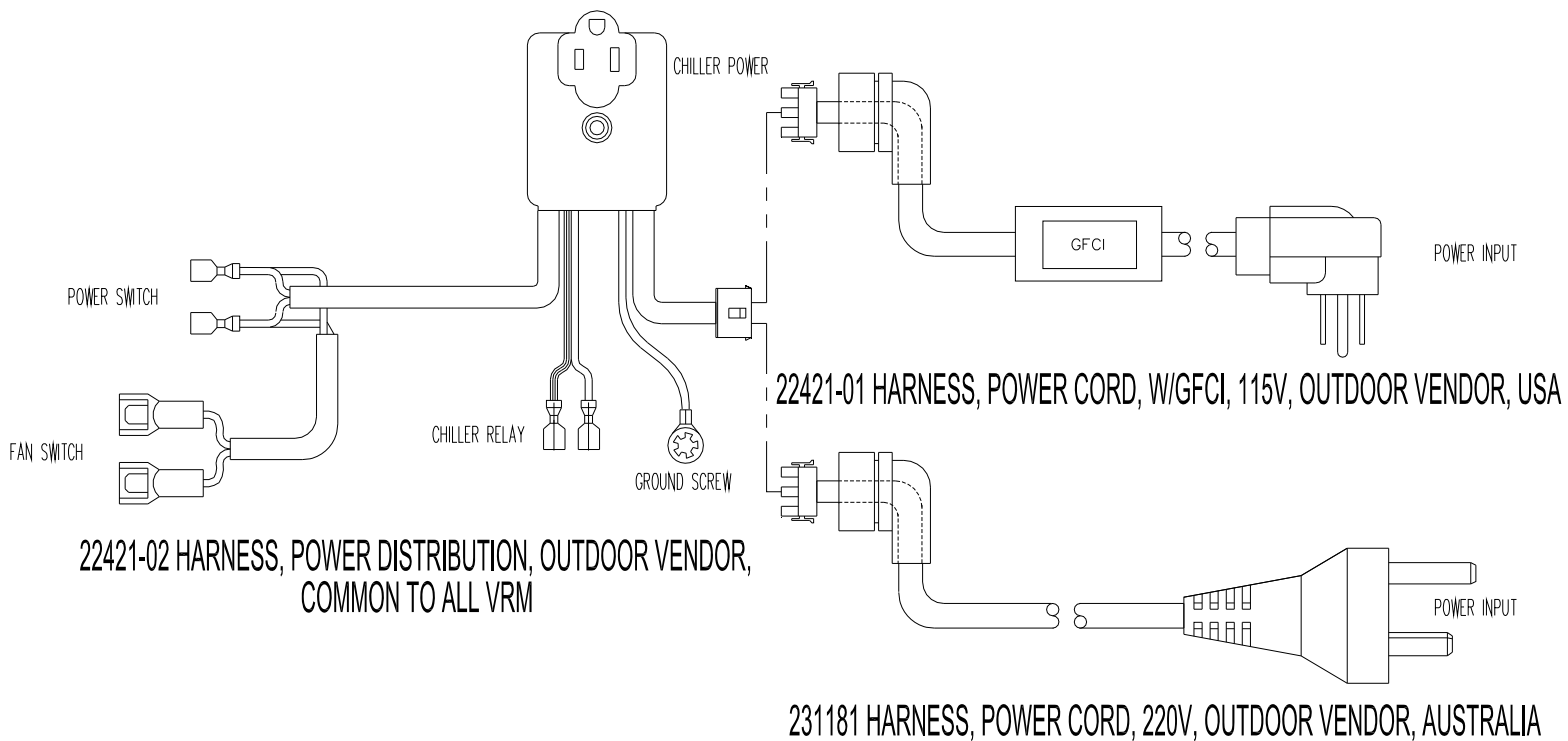 CHILLER POWER
POWER SWITCH
GFCI
POWER INPUT
22421-01 HARNESS, POWER CORD, W/GFCI, 115V, OUTDOOR VENDOR, USA
FAN SWITCH
CHILLER RELAY
GROUND SCREW
22421-02 HARNESS, POWER DISTRIBUTION, OUTDOOR VENDOR,
COMMON TO ALL VRM
POWER INPUT
231181 HARNESS, POWER CORD, 220V, OUTDOOR VENDOR, AUSTRALIA